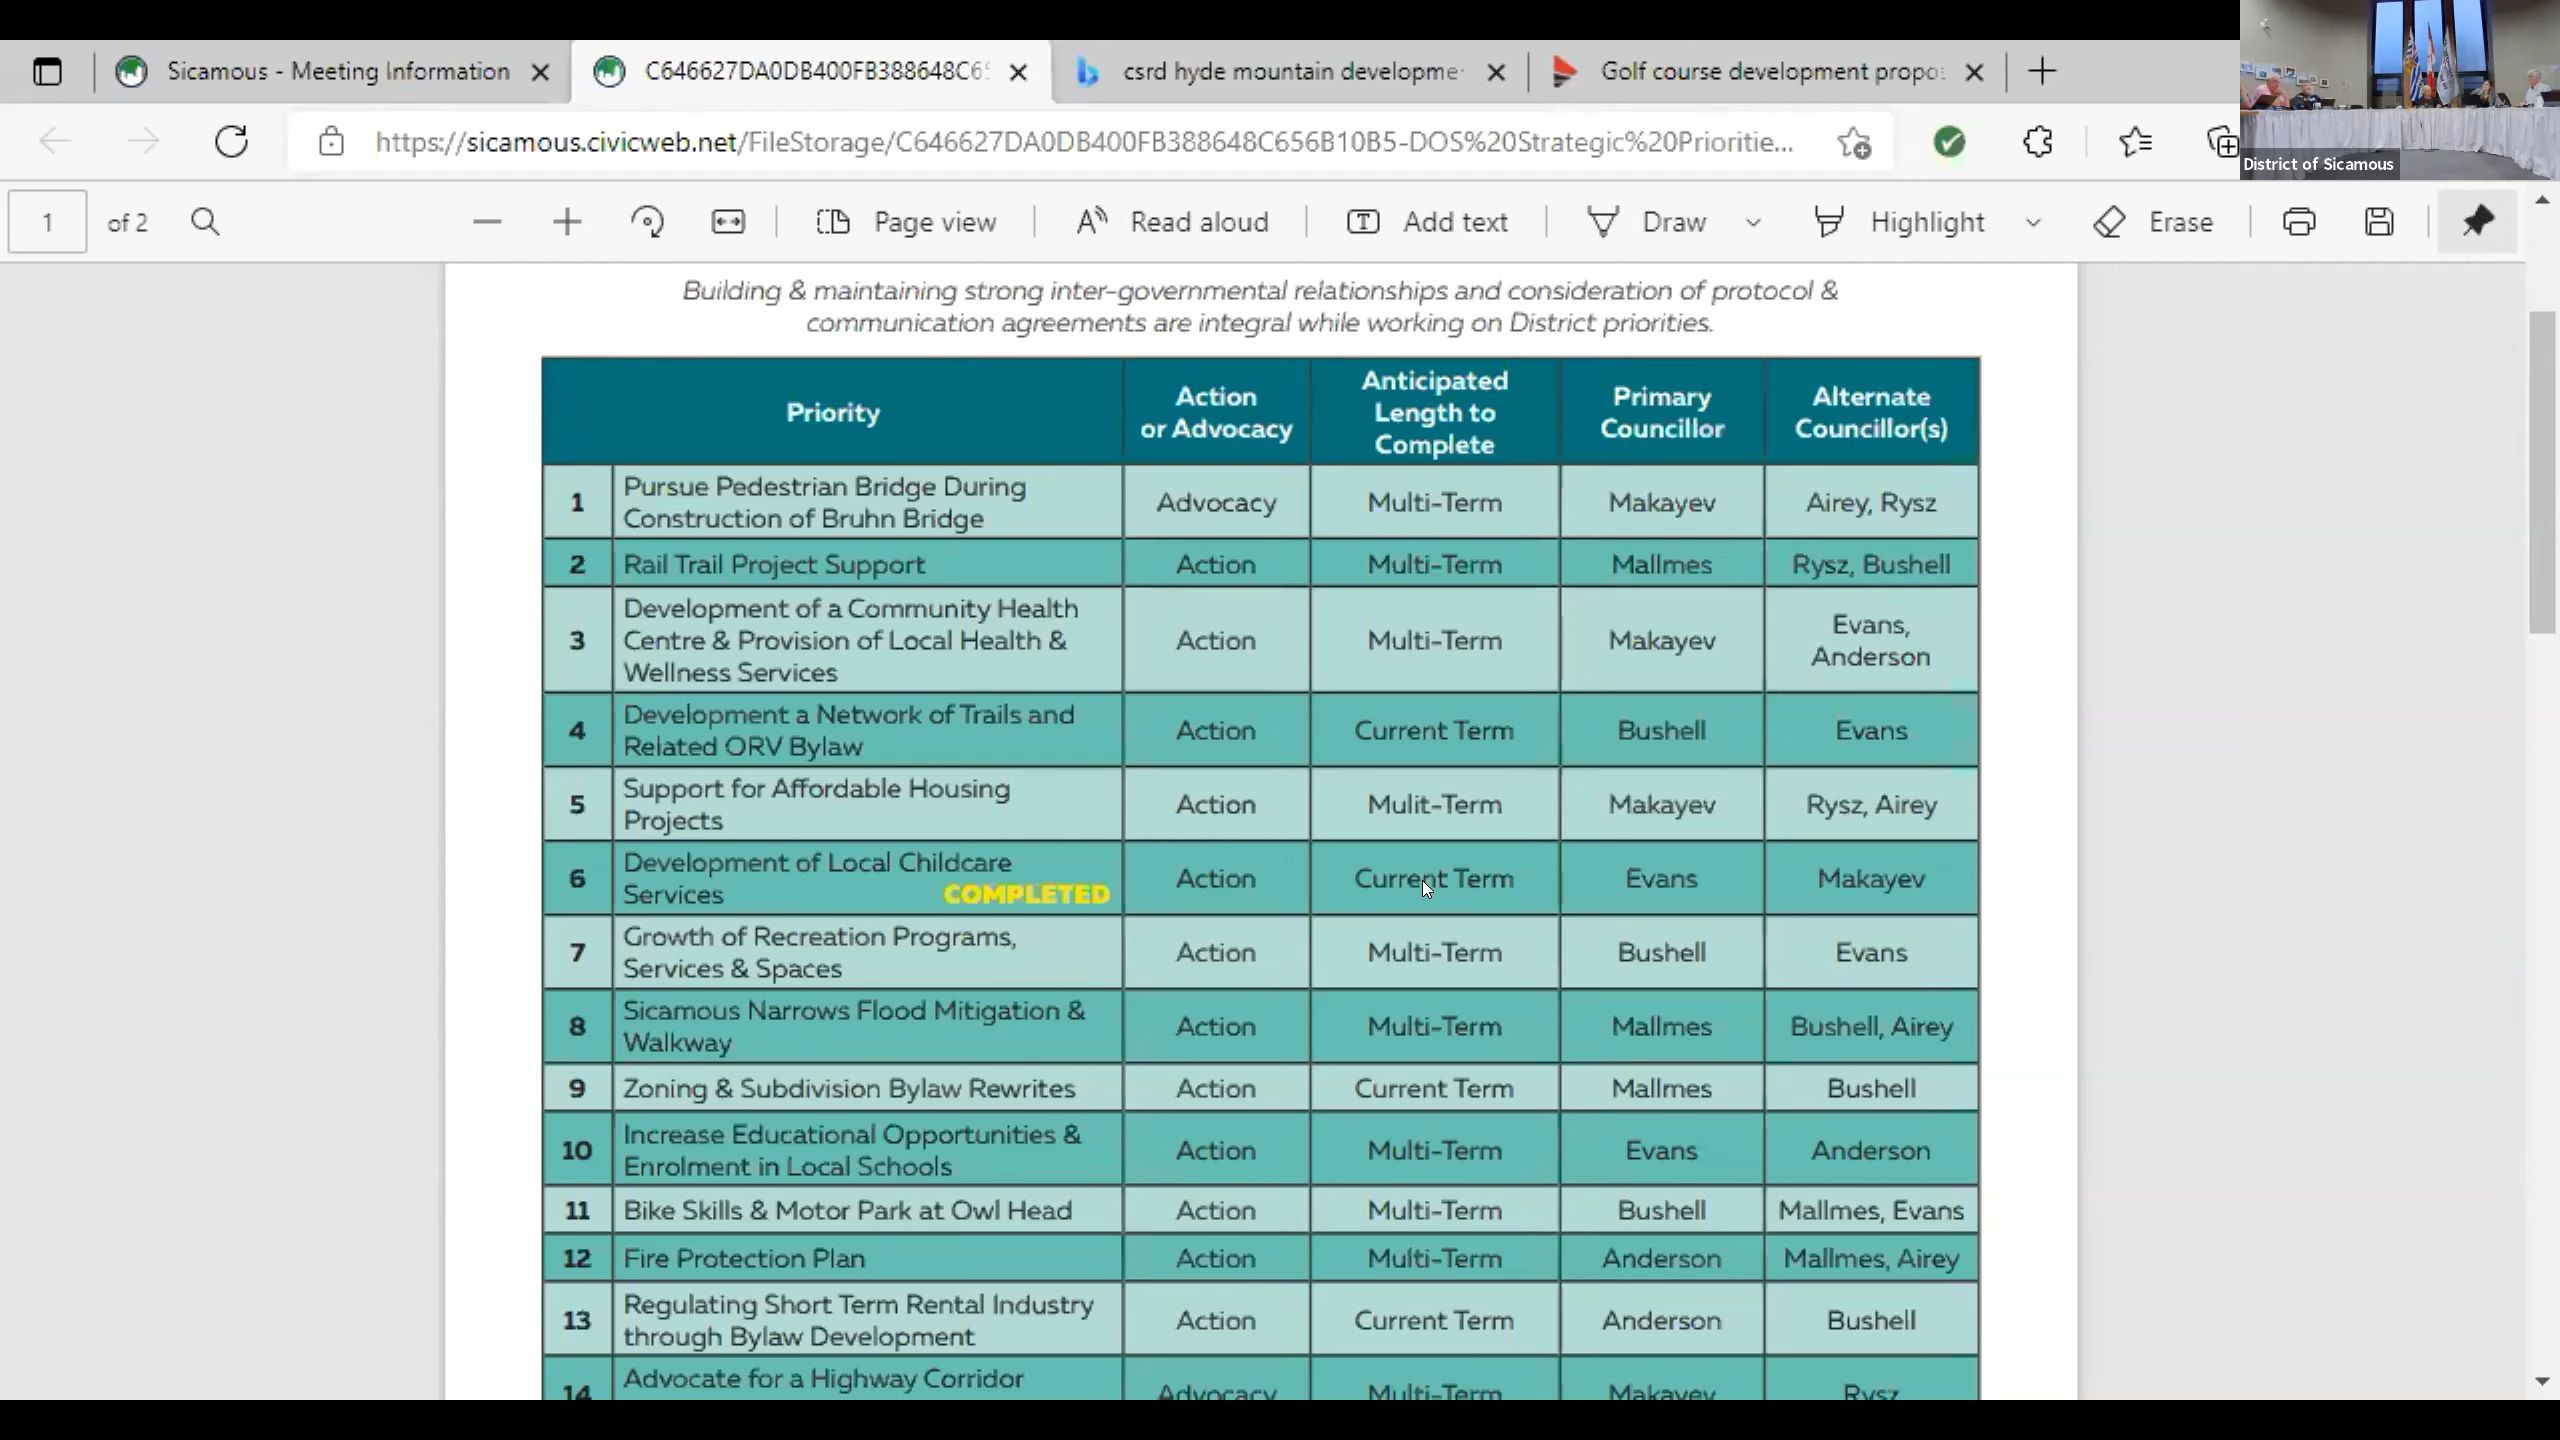 Sicamous - Meeting Information
C646627DA0DB400FB388648C65
csrd hyde mountain developme
Golf course development propo
https://sicamous.civicweb.net/FileStorage/C646627DA0DB400FB388648C656B10B5-DOS%20Strategic%20Prioritie...
District of Sicamous
1 of 2
Page view
Read aloud
Add text
Draw
Highlight
Erase
Building & maintaining strong inter-governmental relationships and consideration of protocol &
communication agreements are integral while working on District priorities.
Priority
Action
or Advocacy
Anticipated
Length to
Complete
Primary
Councillor
Alternate
Councillor(s)
1
Pursue Pedestrian Bridge During
Construction of Bruhn Bridge
Advocacy
Multi-Term
Makayev
Airey, Rysz
2
Rail Trail Project Support
Action
Multi-Term
Mallmes
Rysz, Bushell
3
Development of a Community Health
Centre & Provision of Local Health &
Wellness Services
Action
Multi-Term
Makayev
Evans,
Anderson
4
Development a Network of Trails and
Related ORV Bylaw
Action
Current Term
Bushell
Evans
5
Support for Affordable Housing
Projects
Action
Mulit-Term
Makayev
Rysz, Airey
6
Development of Local Childcare
Services COMPLETED
Action
Current Term
Evans
Makayev
7
Growth of Recreation Programs,
Services & Spaces
Action
Multi-Term
Bushell
Evans
8
Sicamous Narrows Flood Mitigation &
Walkway
Action
Multi-Term
Mallmes
Bushell, Airey
9
Zoning & Subdivision Bylaw Rewrites
Action
Current Term
Mallmes
Bushell
10
Increase Educational Opportunities &
Enrolment in Local Schools
Action
Multi-Term
Evans
Anderson
11
Bike Skills & Motor Park at Owl Head
Action
Multi-Term
Bushell
Mallmes, Evans
12
Fire Protection Plan
Action
Multi-Term
Anderson
Mallmes, Airey
13
Regulating Short Term Rental Industry
through Bylaw Development
Action
Current Term
Anderson
Bushell
14
Advocate for a Highway Corridor
Advocacy
Multi-Term
Makayev
Rysz